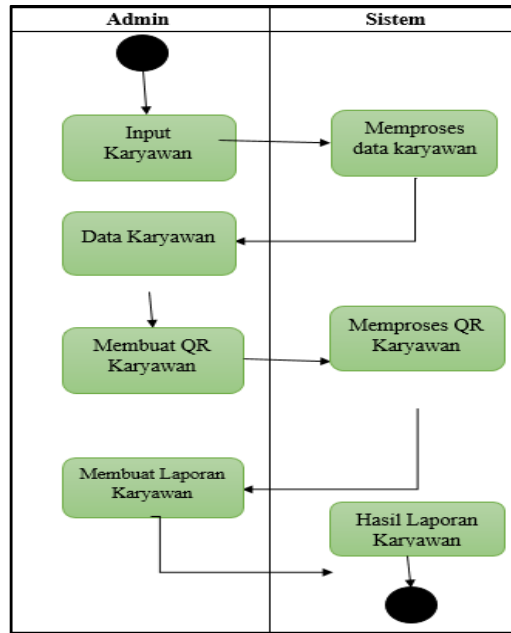 Admin
Sistem
Input
Karyawan
Memproses
data karyawan
Data Karyawan
Membuat QR
Karyawan
Memproses QR
Karyawan
Membuat Laporan
Karyawan
Hasil Laporan
Karyawan